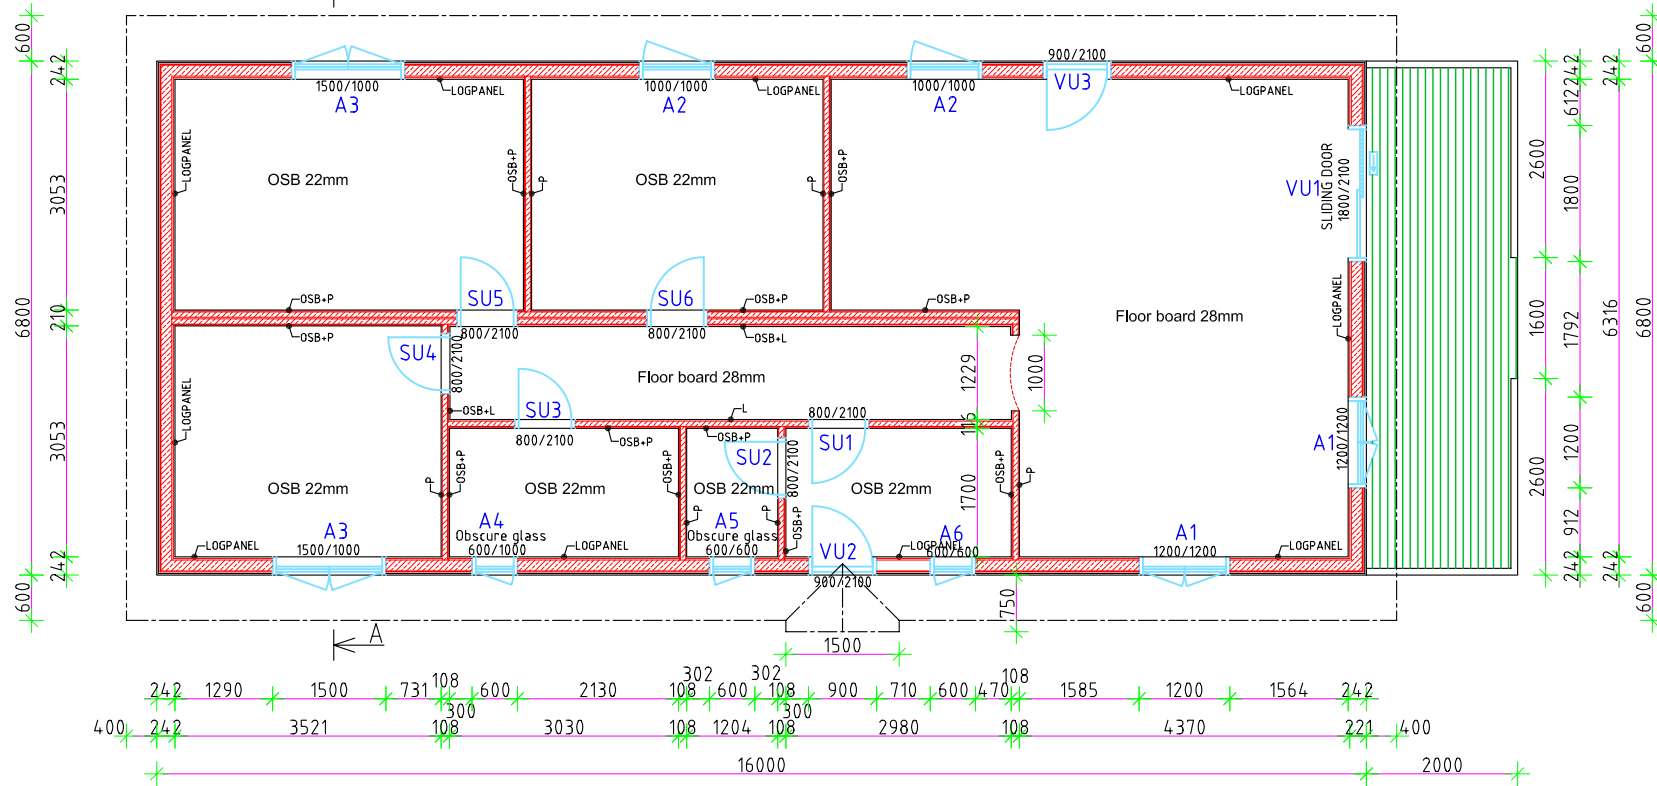 600
242
3053
210
3053
242
600
6800
1500/1000
A3
LOGPANEL
1000/1000
A2
LOGPANEL
1000/1000
A2
900/2100
VU3
LOGPANEL
LOGPANEL
OSB 22mm
OSB+P
P
OSB 22mm
P
OSB+P
VU1
SLIDING DOOR
1800/2100
OSB+P
SU5
SU6
OSB+P
OSB+P
Floor board 28mm
LOGPANEL
OSB+P
800/2100
800/2100
OSB+L
SU4
800/2100
Floor board 28mm
1229
1000
OSB+L
SU3
L
800/2100
115
800/2100
OSB+P
OSB+P
SU2
800/2100
SU1
A1
1200/1200
LOGPANEL
OSB 22mm
P
OSB+P
OSB 22mm
P
OSB 22mm
P
P
OSB+P
OSB 22mm
1700
OSB+P
P
A3
1500/1000
LOGPANEL
A4
Obscure glass
600/1000
LOGPANEL
A5
Obscure glass
600/600
VU2
900/2100
LOGPANEL
A6
600/600
A1
1200/1200
LOGPANEL
750
1500
A
2600
1600
2600
242
612
1800
1792
1200
912
242
242
6316
242
600
6800
600
242
1290
1500
731
108
300
600
2130
108
302
600
302
108
300
900
710
600
470
108
1585
1200
1564
242
400
242
3521
108
3030
108
1204
108
2980
108
4370
221
400
16000
2000